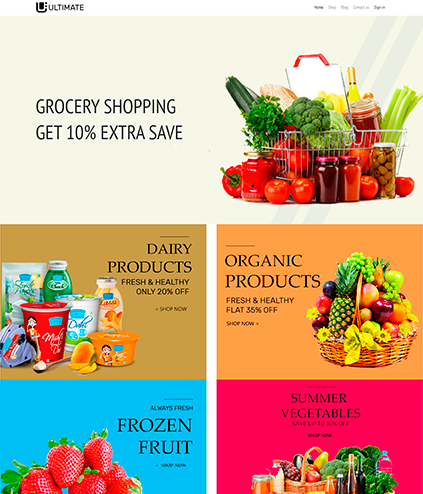 ULTIMATE
Home Shop Blog Contact us Sign in
GROCERY SHOPPING
GET 10% EXTRA SAVE
DAIRY
PRODUCTS
FRESH & HEALTHY
ONLY 20% OFF
< SHOP NOW
ORGANIC
PRODUCTS
FRESH & HEALTHY
FLAT 35% OFF
SHOP NOW >
ALWAYS FRESH
FROZEN
FRUIT
< SHOP NOW
SUMMER
VEGETABLES
SAVE UP TO 10% OFF
SHOP NOW